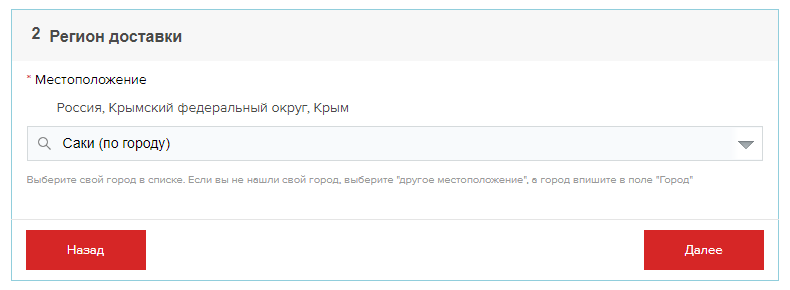 2 Регион доставки
* Местоположение
Россия, Крымский федеральный округ, Крым
Саки (по городу)
Выберите свой город в списке. Если вы не нашли свой город, выберите "другое местоположение", а город впишите в поле "Город"
Назад Далее